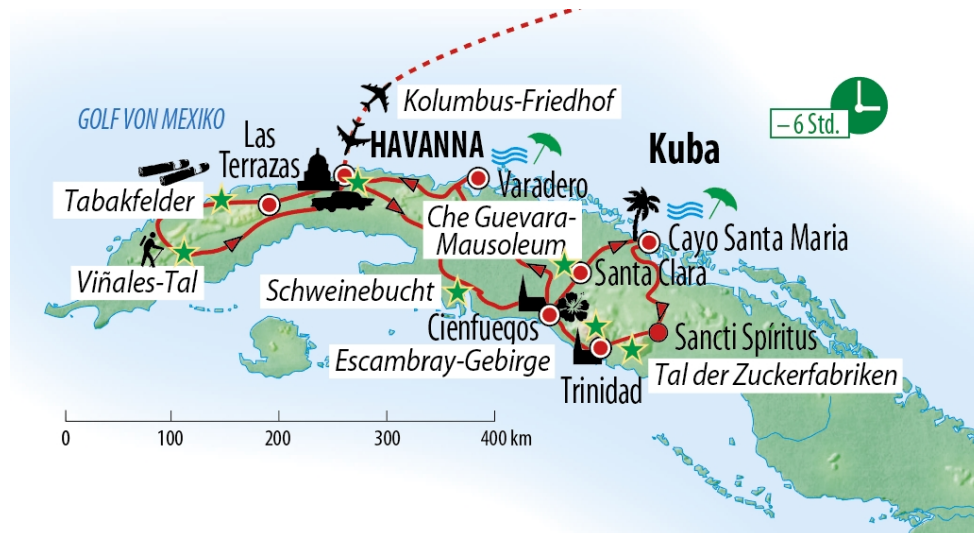 Kolumbus-Friedhof
GOLF VON MEXIKO
– 6 Std.
Las
Terrazas
HAVANNA
Kuba
Tabakfelder
Varadero
Che Guevara-
Mausoleum
Cayo Santa Maria
Viñales-Tal
Santa Clara
Schweinebucht
Cienfuegos
Sancti Spíritus
Escambray-Gebirge
Tal der Zuckerfabriken
Trinidad
0 100 200 300 400 km